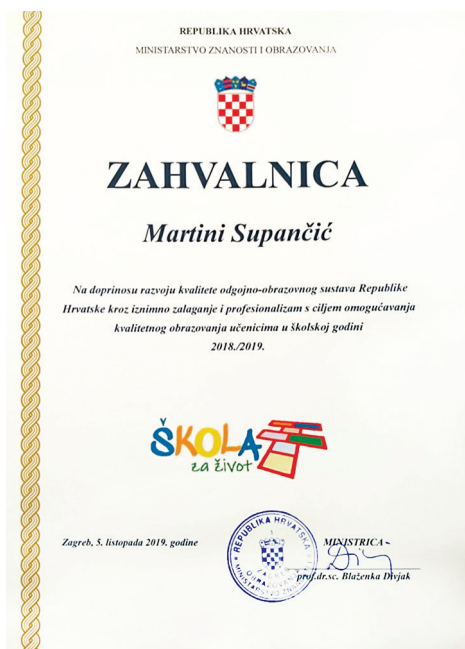 REPUBLIKA HRVATSKA
MINISTARSTVO ZNANOSTI I OBRAZOVANJA
ZAHVALNICA
Martini Supančić
Na doprinosu razvoju kvalitete odgojno-obrazovnog sustava Republike
Hrvatske kroz iznimno zalaganje i profesionalizam s ciljem omogućavanja
kvalitetnog obrazovanja učenicima u školskoj godini
2018./2019.
ŠKOLA
za život
Zagreb, 5. listopada 2019. godine
REPUBLIKA HRVATSKA
MINISTRICA
prof.dr.sc. Blaženka Divjak